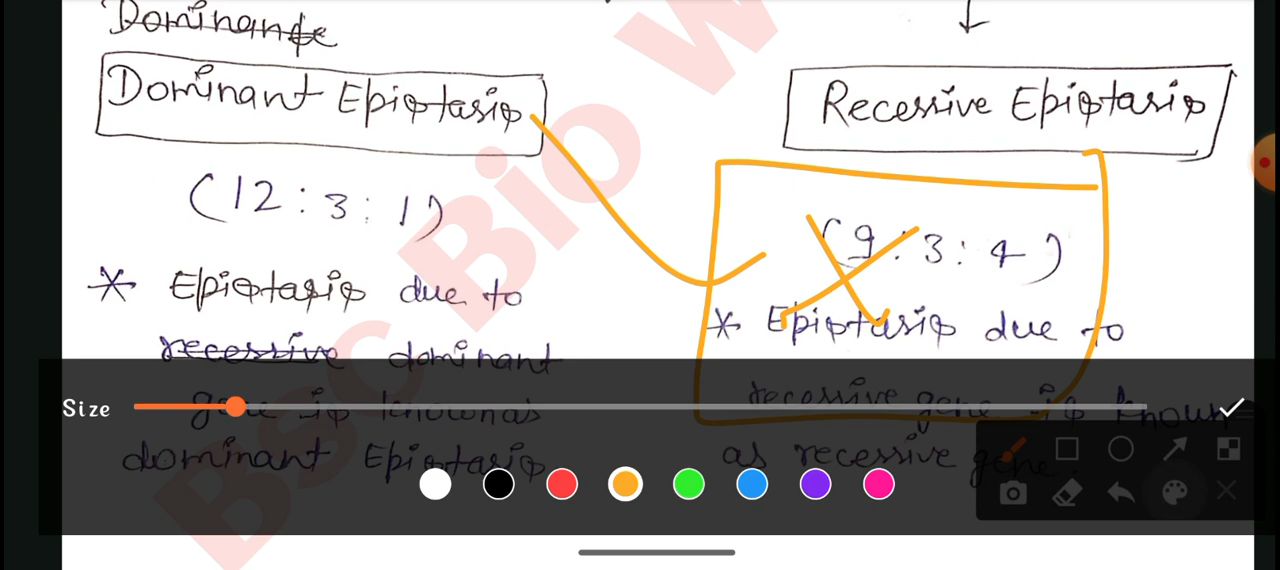 Dominance
Dominant Epistasis
(12 : 3 : 1)
* Epistasis due to
recessive dominant
gene is known as
dominant Epistasis
Recessive Epistasis
(9 : 3 : 4)
* Epistasis due to
recessive gene is known
as recessive gene.
Size
Bsc Bio W